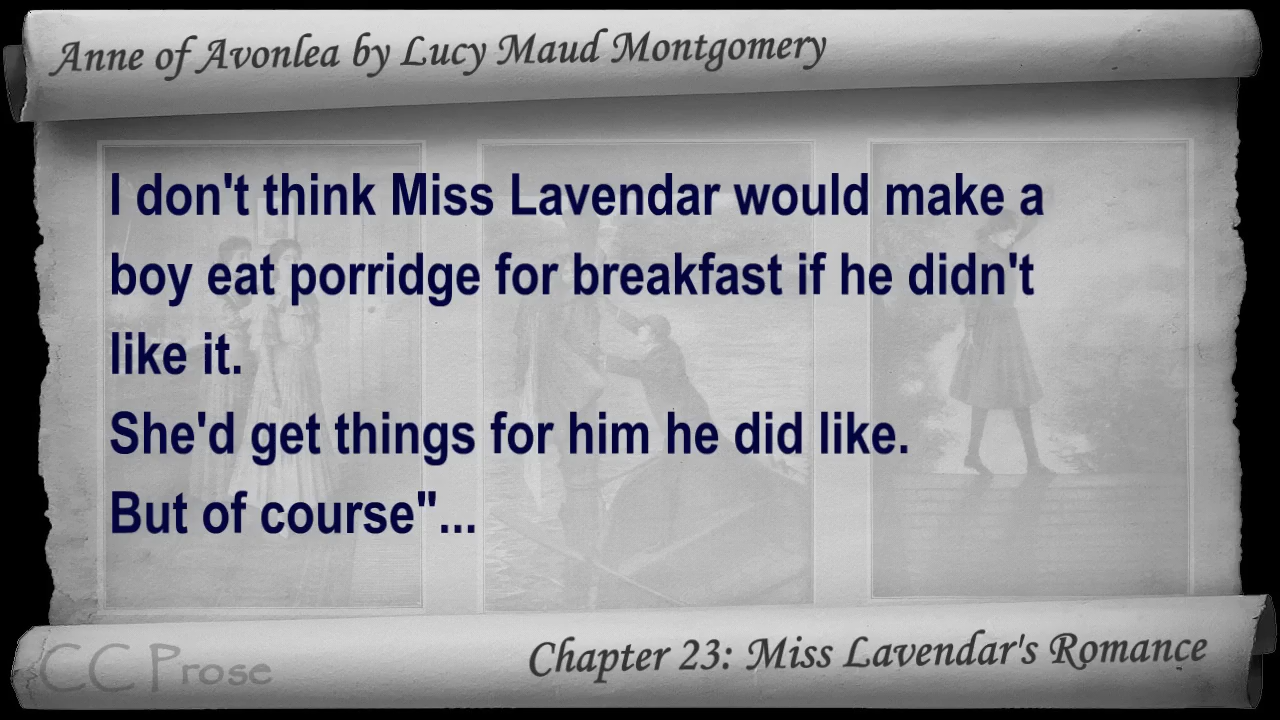 Anne of Avonlea by Lucy Maud Montgomery
I don't think Miss Lavendar would make a
boy eat porridge for breakfast if he didn't
like it.
She'd get things for him he did like.
But of course"...
CC Prose
Chapter 23: Miss Lavendar's Romance